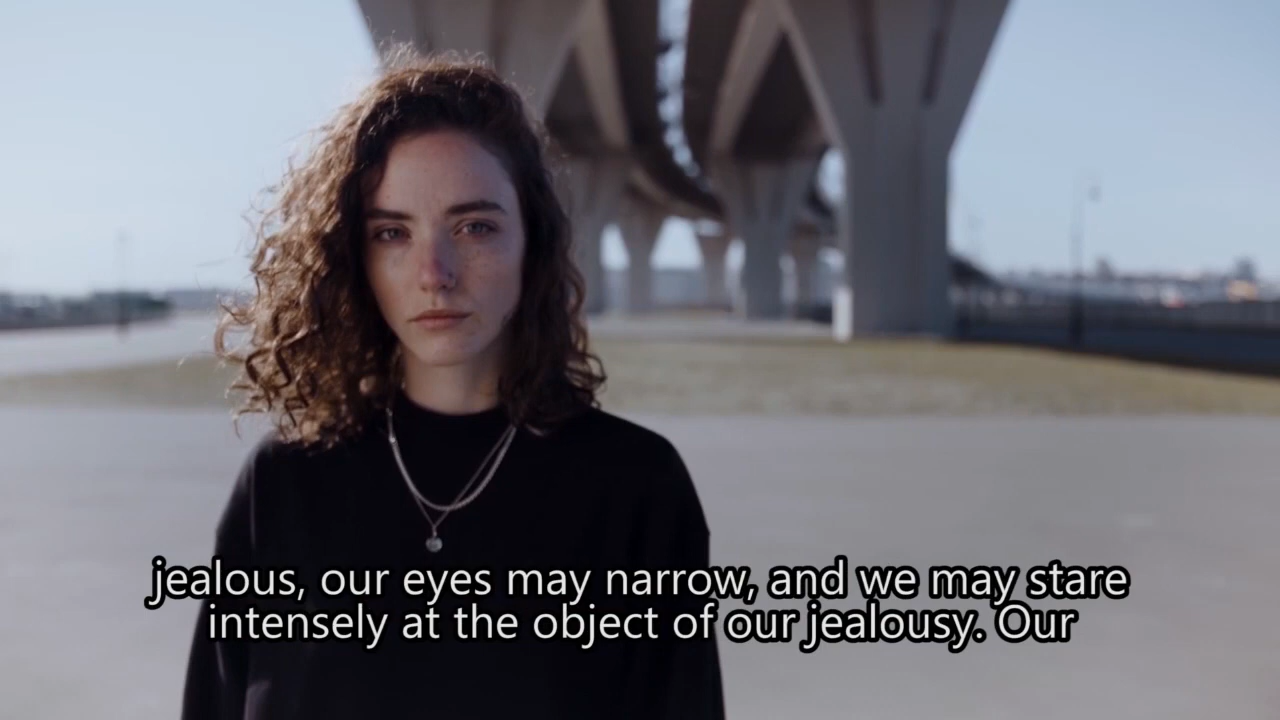 jealous, our eyes may narrow, and we may stare
intensely at the object of our jealousy. Our